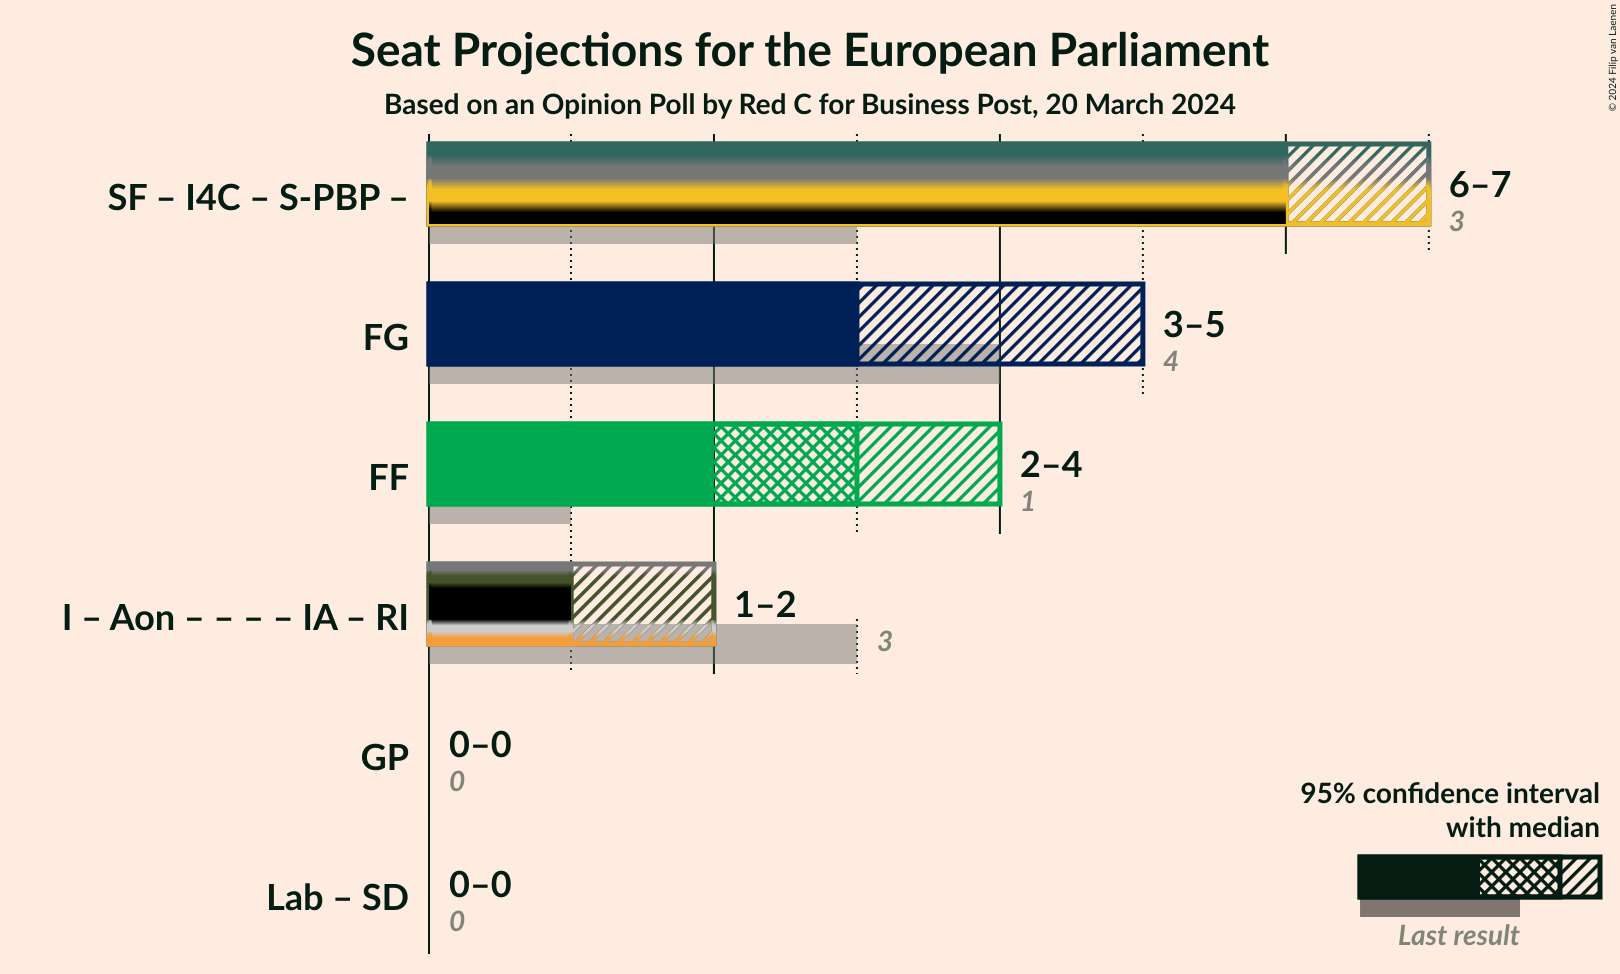 Seat Projections for the European Parliament
Based on an Opinion Poll by Red C for Business Post, 20 March 2024
© 2024 Filip van Laenen
SF – I4C – S-PBP –
6–7
3
FG
3–5
4
FF
2–4
1
I – Aon – – – – IA – RI
1–2
3
GP
0–0
0
Lab – SD
0–0
0
95% confidence interval
with median
Last result